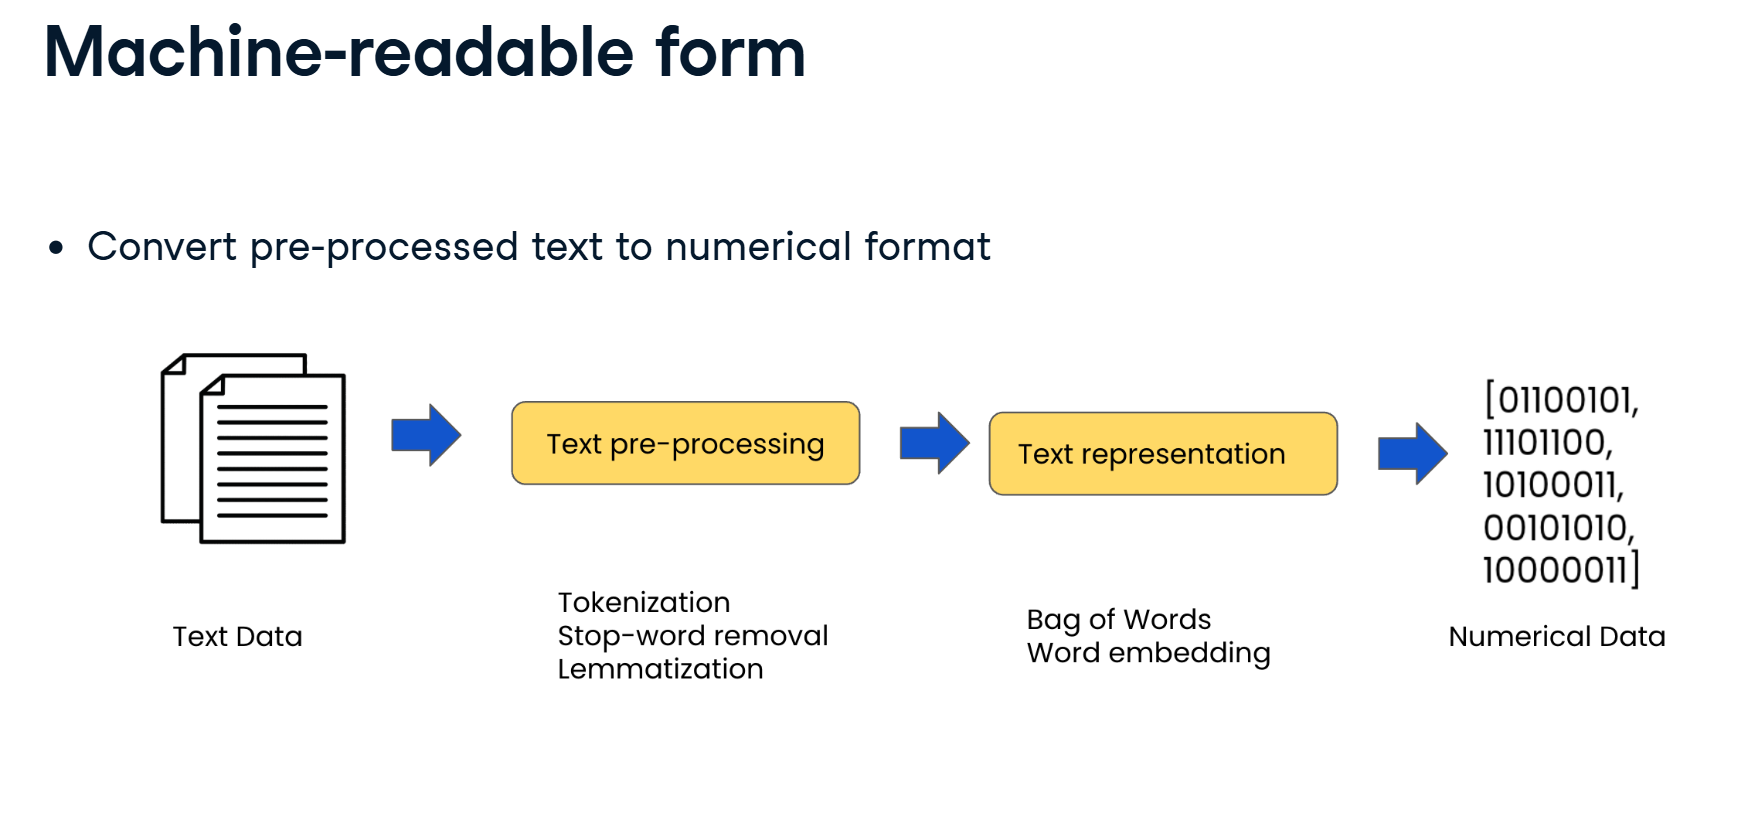 Machine-readable form
• Convert pre-processed text to numerical format
Text pre-processing
Text representation
[01100101,
11101100,
10100011,
00101010,
10000011]
Text Data
Tokenization
Stop-word removal
Lemmatization
Bag of Words
Word embedding
Numerical Data